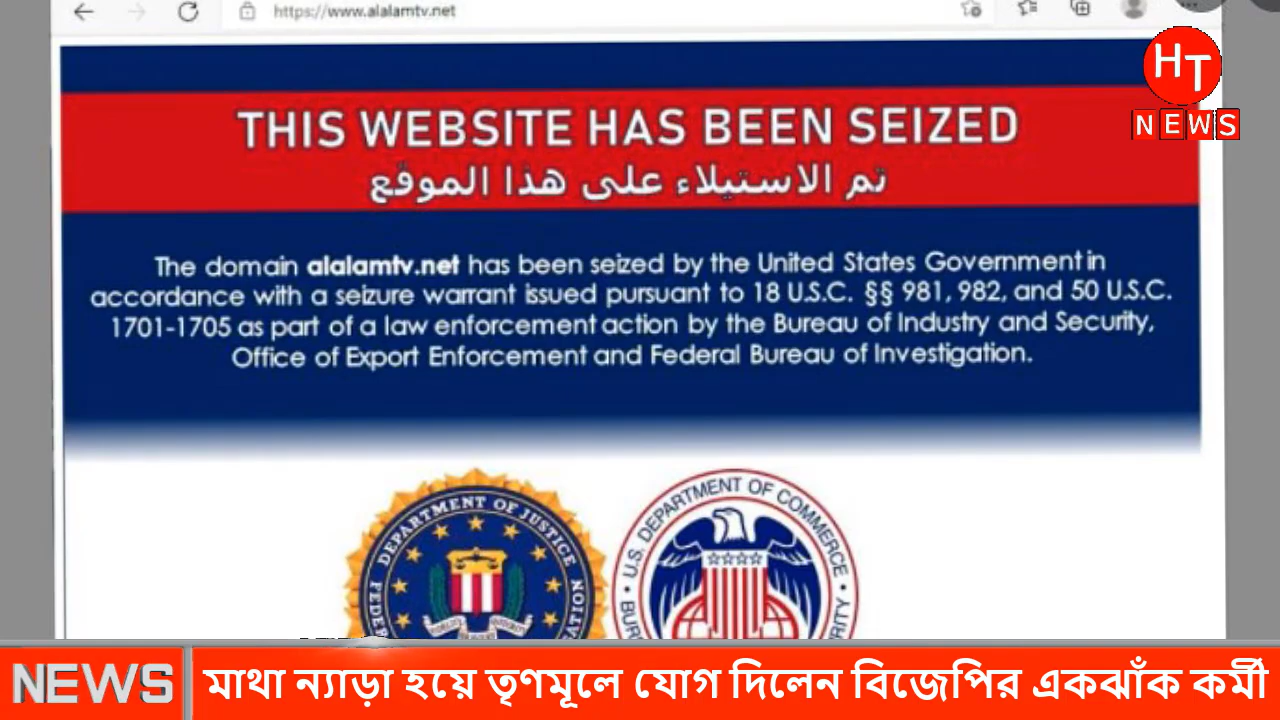 https://www.alalamtv.net
HT
NEWS
THIS WEBSITE HAS BEEN SEIZED
تم الاستيلاء على هذا الموقع
The domain alalamtv.net has been seized by the United States Government in
accordance with a seizure warrant issued pursuant to 18 U.S.C. §§ 981, 982, and 50 U.S.C.
1701-1705 as part of a law enforcement action by the Bureau of Industry and Security,
Office of Export Enforcement and Federal Bureau of Investigation.
DEPARTMENT OF JUSTICE
U.S. DEPARTMENT OF COMMERCE
NEWS
মাথা ন্যাড়া হয়ে তৃণমূলে যোগ দিলেন বিজেপির একঝাঁক কর্মী